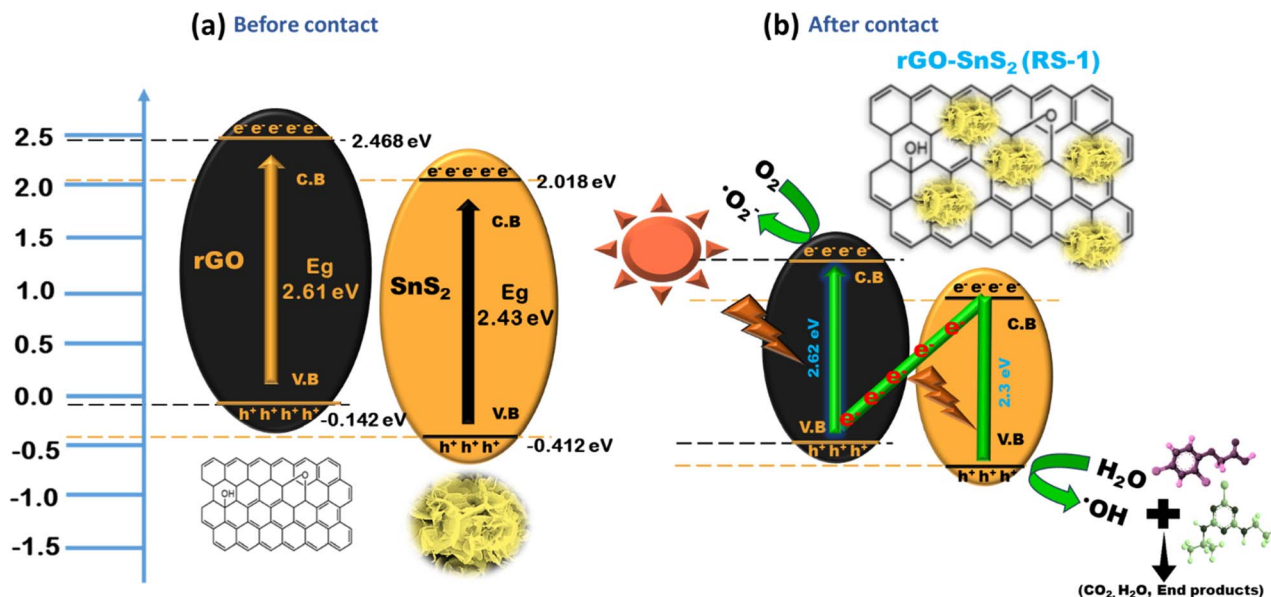 (a) Before contact
2.5
2.0
1.5
1.0
0.5
0.0
-0.5
-1.0
-1.5
e⁻ e⁻ e⁻ e⁻ e⁻
2.468 eV
C.B
rGO
Eg
2.61 eV
V.B
h⁺ h⁺ h⁺ h⁺
-0.142 eV
e⁻ e⁻ e⁻ e⁻ e⁻
2.018 eV
C.B
SnS₂
Eg
2.43 eV
V.B
h⁺ h⁺ h⁺
-0.412 eV
OH
O
(b) After contact
rGO-SnS₂ (RS-1)
O
OH
O₂
·O₂⁻
e⁻ e⁻ e⁻ e⁻
C.B
2.62 eV
V.B
h⁺ h⁺ h⁺
e⁻ e⁻ e⁻ e⁻ e
e⁻ e⁻ e⁻ e⁻
C.B
2.3 eV
V.B
h⁺ h⁺ h⁺
H₂O
·OH
(CO₂, H₂O, End products)